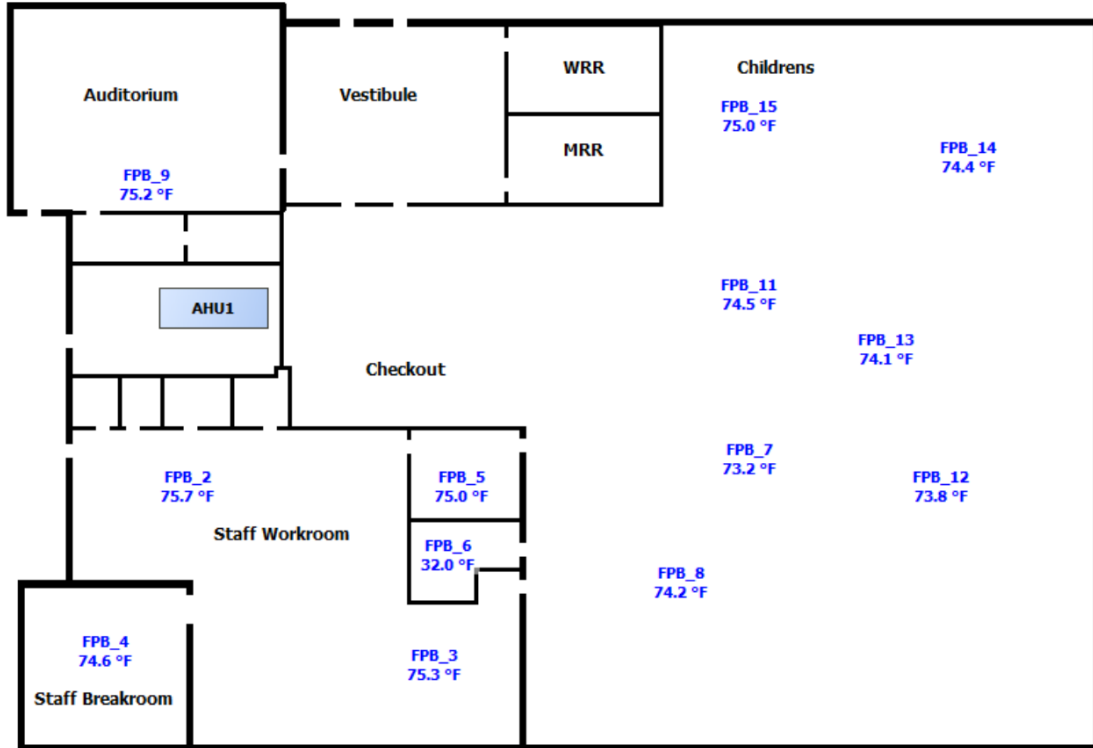 WRR
Childrens
Auditorium
Vestibule
FPB_15
75.0 °F
MRR
FPB_14
74.4 °F
FPB_9
75.2 °F
FPB_11
74.5 °F
AHU1
FPB_13
74.1 °F
Checkout
FPB_7
73.2 °F
FPB_2
75.7 °F
FPB_5
75.0 °F
FPB_12
73.8 °F
Staff Workroom
FPB_6
32.0 °F
FPB_8
74.2 °F
FPB_4
74.6 °F
FPB_3
75.3 °F
Staff Breakroom